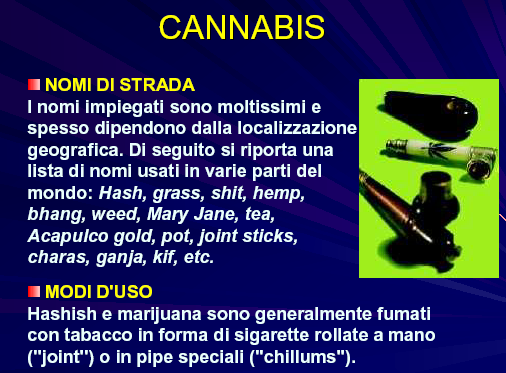 CANNABIS
NOMI DI STRADA
I nomi impiegati sono moltissimi e
spesso dipendono dalla localizzazione
geografica. Di seguito si riporta una
lista di nomi usati in varie parti del
mondo: Hash, grass, shit, hemp,
bhang, weed, Mary Jane, tea,
Acapulco gold, pot, joint sticks,
charas, ganja, kif, etc.
MODI D'USO
Hashish e marijuana sono generalmente fumati
con tabacco in forma di sigarette rollate a mano
("joint") o in pipe speciali ("chillums").